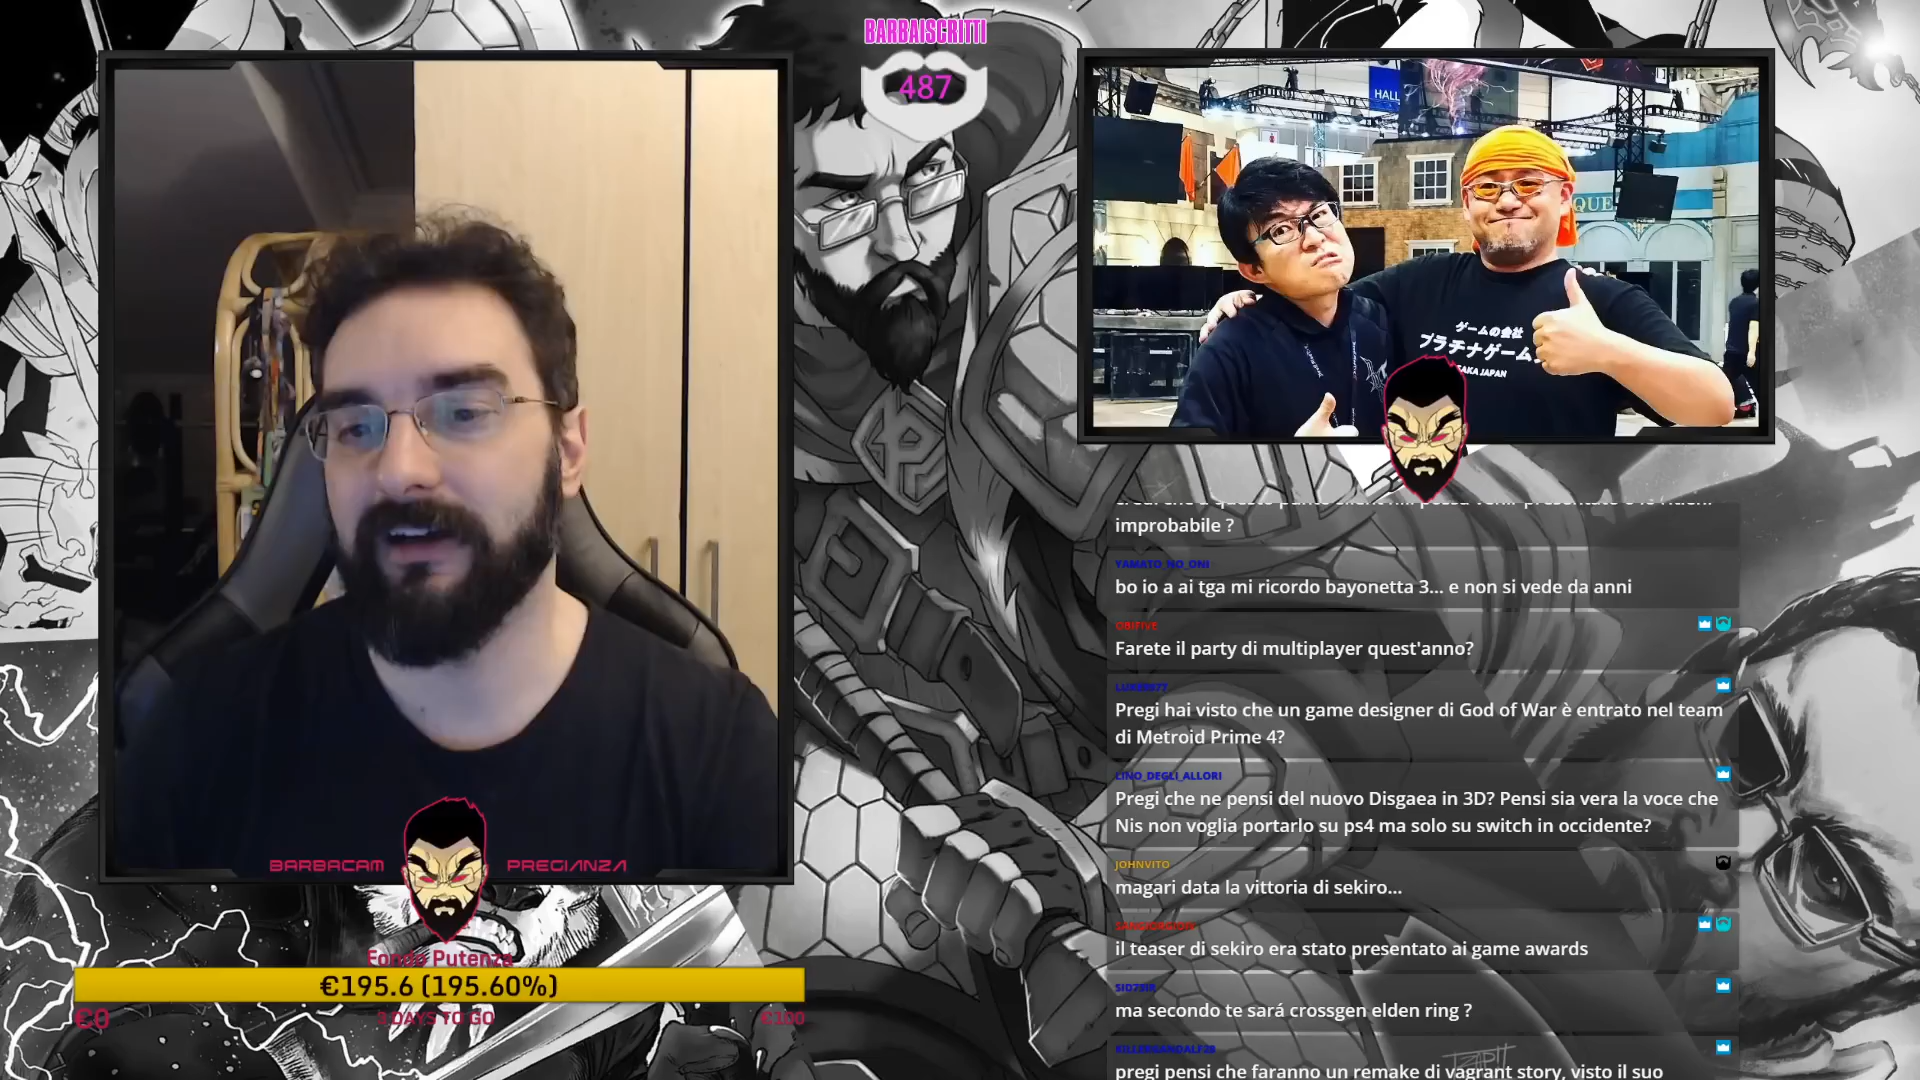 BARBAISCRITTI
487
HALL
QUE
ゲームの会社
プラチナゲーム
SAKA JAPAN
improbabile ?
YAMATO_NO_ONI
bo io a ai tga mi ricordo bayonetta 3... e non si vede da anni
OBIFIVE
Farete il party di multiplayer quest'anno?
Pregi hai visto che un game designer di God of War è entrato nel team
di Metroid Prime 4?
LINO_DEGLI_ALLORI
Pregi che ne pensi del nuovo Disgaea in 3D? Pensi sia vera la voce che
Nis non voglia portarlo su ps4 ma solo su switch in occidente?
JOHNVITO
magari data la vittoria di sekiro...
il teaser di sekiro era stato presentato ai game awards
ma secondo te sará crossgen elden ring ?
pregi pensi che faranno un remake di vagrant story, visto il suo
BARBACAM
PREGIANZA
Fondo Putenza
€195.6 (195.60%)
€0
3 DAYS TO GO
€100